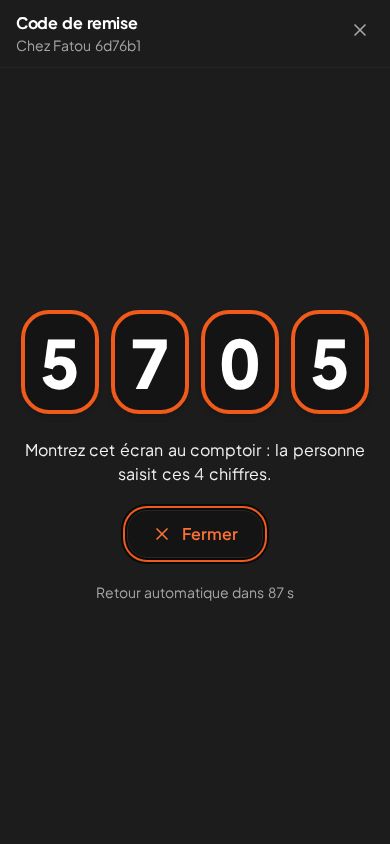 Code de remise
Chez Fatou 6d76b1
5 7 0 5
Montrez cet écran au comptoir : la personne
saisit ces 4 chiffres.
Fermer
Retour automatique dans 87 s